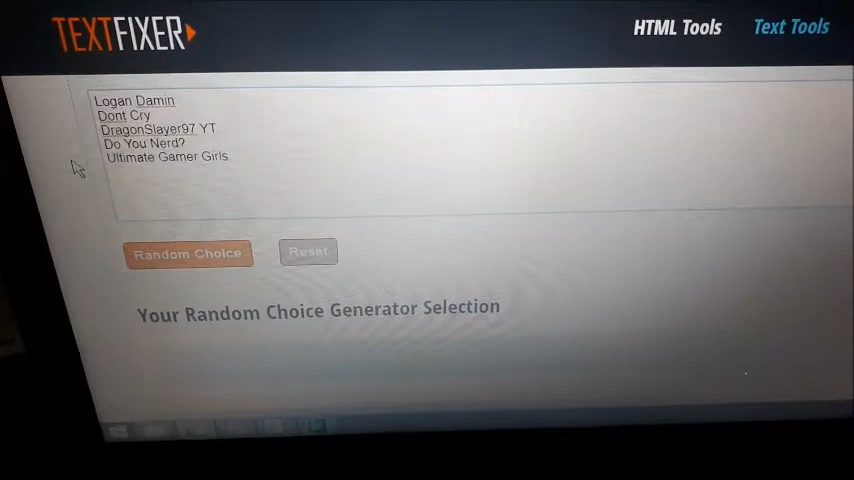 TEXTFIXER
HTML Tools
Text Tools
Logan Damin
Dont Cry
DragonSlayer97 YT
Do You Nerd?
Ultimate Gamer Girls
Random Choice
Reset
Your Random Choice Generator Selection